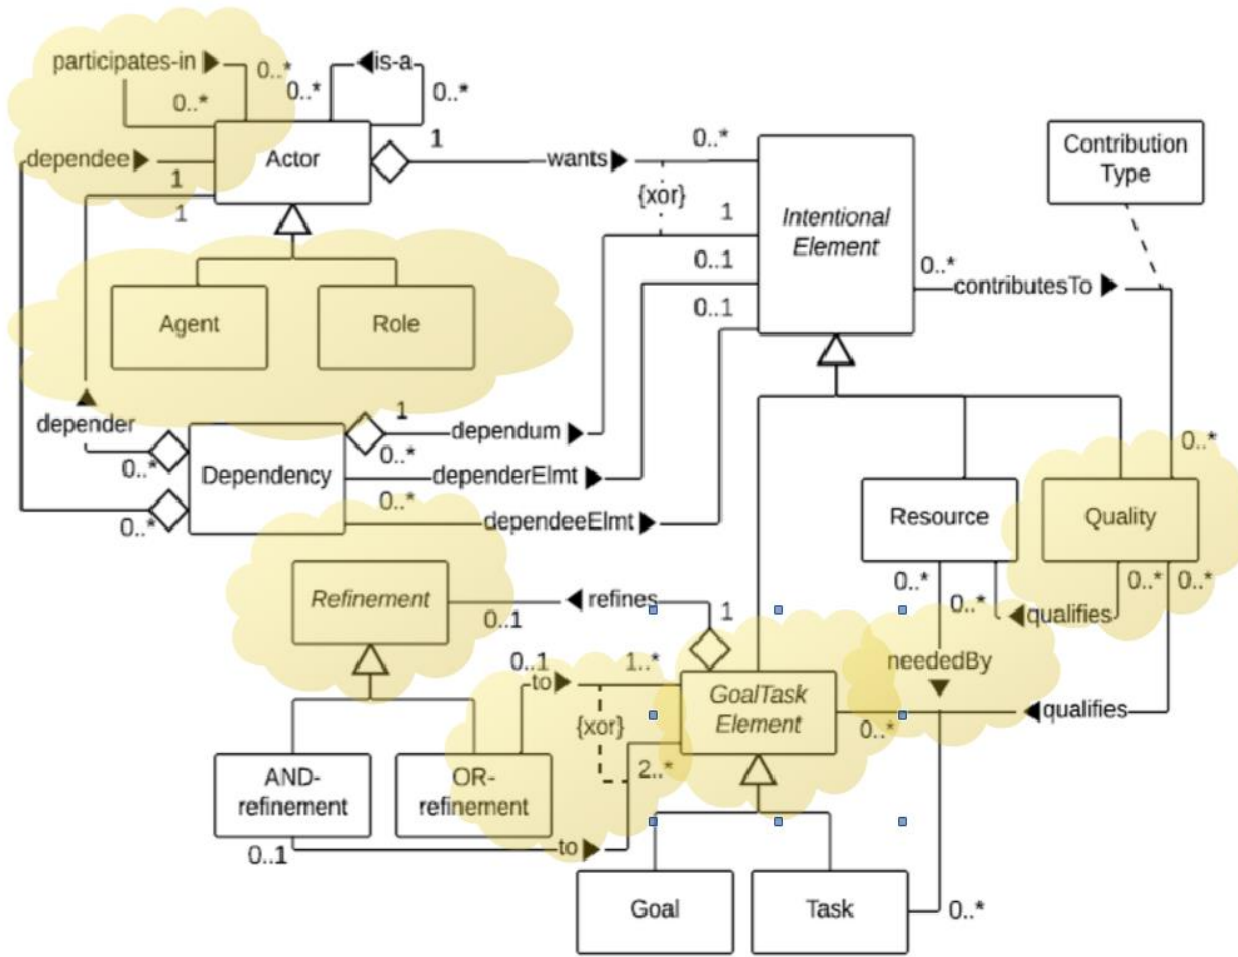 participates-in
0..*
0..*
is-a
0..*
0..*
dependee
1
1
Actor
1
wants
0..*
{xor}
1
0..1
0..1
Intentional
Element
Contribution
Type
0..*
contributesTo
Agent
Role
depender
0..*
0..*
Dependency
1
dependum
0..*
dependerElmt
0..*
dependeeElmt
0..*
Resource
Quality
0..*
0..*
0..*
0..*
qualifies
Refinement
0..1
refines
1
neededBy
0..1
to
1..*
{xor}
2..*
GoalTask
Element
0..*
qualifies
AND-
refinement
OR-
refinement
0..1
to
Goal
Task
0..*